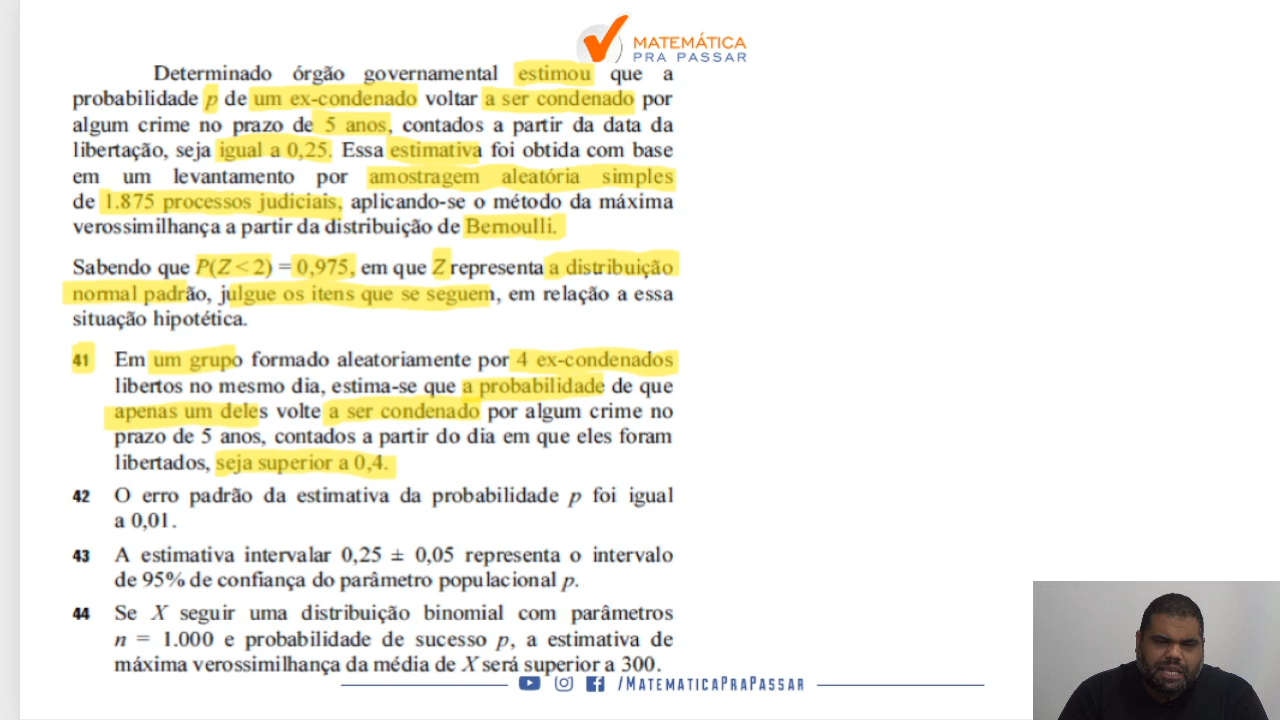 MATEMÁTICA
PRA PASSAR
Determinado órgão governamental estimou que a
probabilidade p de um ex-condenado voltar a ser condenado por
algum crime no prazo de 5 anos, contados a partir da data da
libertação, seja igual a 0,25. Essa estimativa foi obtida com base
em um levantamento por amostragem aleatória simples
de 1.875 processos judiciais, aplicando-se o método da máxima
verossimilhança a partir da distribuição de Bernoulli.
Sabendo que P(Z < 2) = 0,975, em que Z representa a distribuição
normal padrão, julgue os itens que se seguem, em relação a essa
situação hipotética.
41 Em um grupo formado aleatoriamente por 4 ex-condenados
libertos no mesmo dia, estima-se que a probabilidade de que
apenas um deles volte a ser condenado por algum crime no
prazo de 5 anos, contados a partir do dia em que eles foram
libertados, seja superior a 0,4.
42 O erro padrão da estimativa da probabilidade p foi igual
a 0,01.
43 A estimativa intervalar 0,25 ± 0,05 representa o intervalo
de 95% de confiança do parâmetro populacional p.
44 Se X seguir uma distribuição binomial com parâmetros
n = 1.000 e probabilidade de sucesso p, a estimativa de
máxima verossimilhança da média de X será superior a 300.
/MATEMATICAPRAPASSAR